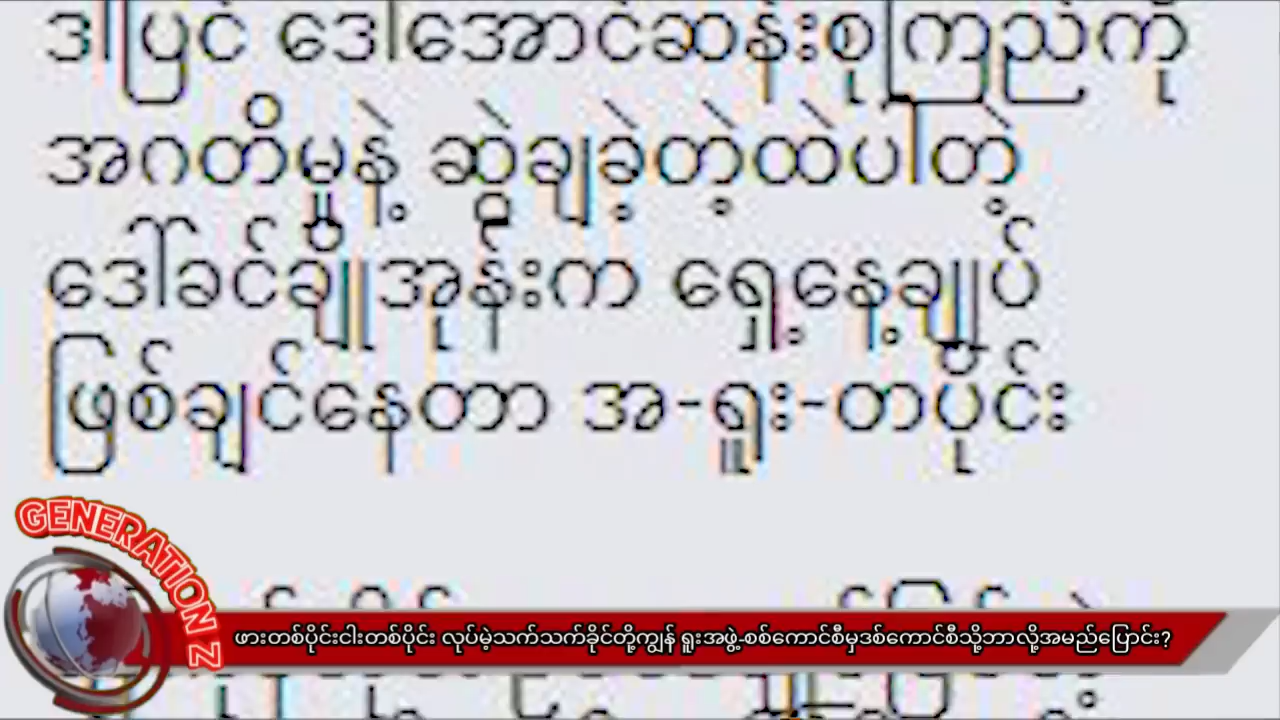 ဒါ့ပြင် ဒေါ်အောင်ဆန်းစုကြည်ကို
အဂတိမှုနဲ့ ဆွဲချခဲ့တဲ့ထဲပါတဲ့
ဒေါ်ခင်ချိုအုန်းက ရှေ့နေ့ချုပ်
ဖြစ်ချင်နေတာ အ-ရူး-တပိုင်း
GENERATION Z
ဖားတစ်ပိုင်းငါးတစ်ပိုင်း လုပ်မဲ့သက်သက်ခိုင်တို့ကျွန် ရူးအဖွဲ့-စစ်ကောင်စီမှဒစ်ကောင်စီသို့ဘာလို့အမည်ပြောင်း?